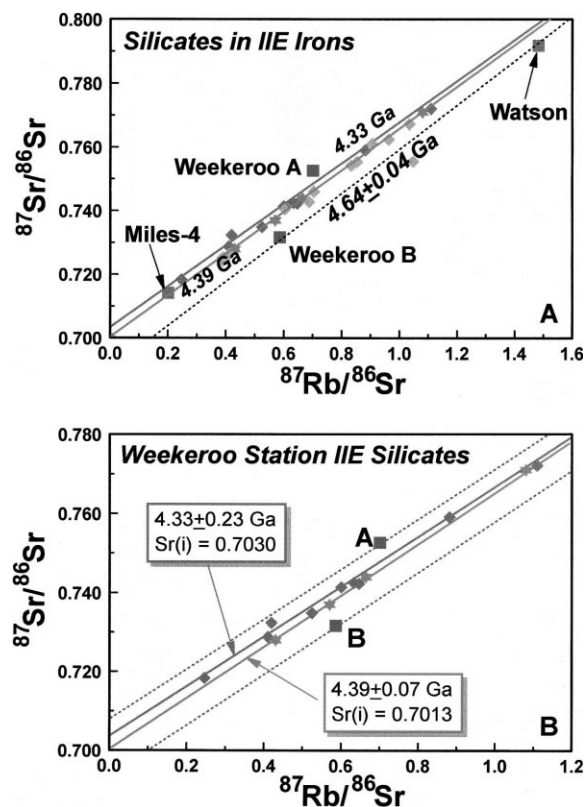 Silicates in IIE Irons
0.800
0.780
0.760
0.740
0.720
0.700
⁸⁷Sr/⁸⁶Sr
4.33 Ga
Watson
Weekeroo A
4.64±0.04 Ga
Miles-4
4.39 Ga
Weekeroo B
A
0.0 0.2 0.4 0.6 0.8 1.0 1.2 1.4 1.6
⁸⁷Rb/⁸⁶Sr
Weekeroo Station IIE Silicates
0.780
0.760
0.740
0.720
0.700
⁸⁷Sr/⁸⁶Sr
4.33±0.23 Ga
Sr(i) = 0.7030
A
B
4.39±0.07 Ga
Sr(i) = 0.7013
B
0.0 0.2 0.4 0.6 0.8 1.0 1.2
⁸⁷Rb/⁸⁶Sr